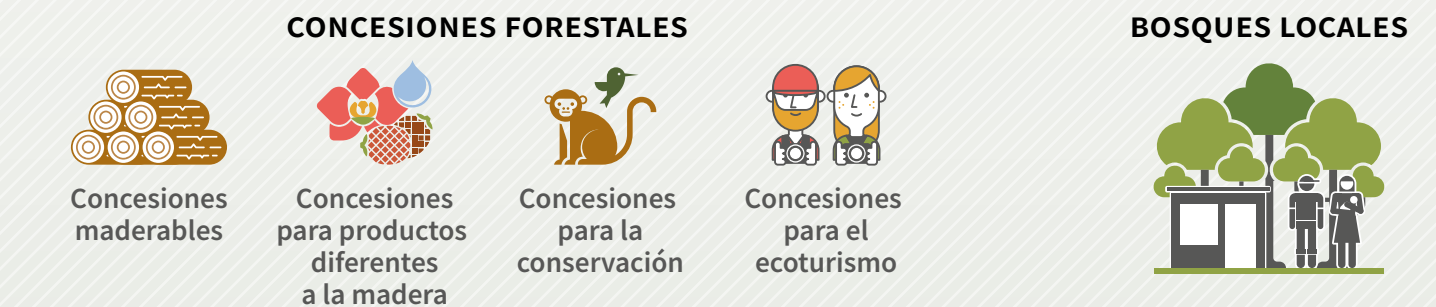 CONCESIONES FORESTALES
BOSQUES LOCALES
Concesiones
maderables
Concesiones
para productos
diferentes
a la madera
Concesiones
para la
conservación
Concesiones
para el
ecoturismo